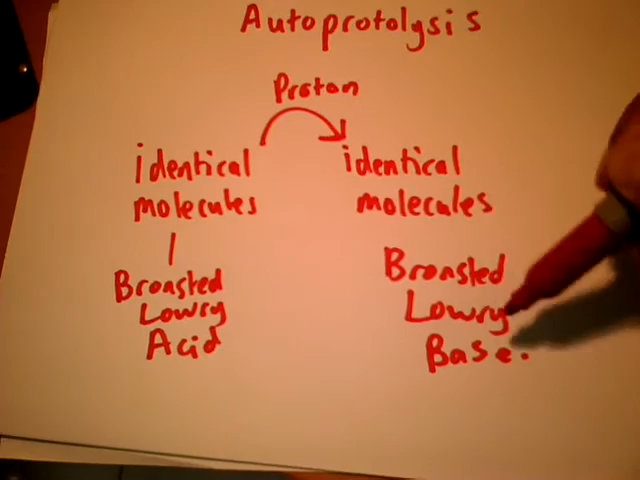 Autoprotolysis
Proton
identical
molecules
identical
molecules
Bronsted
Lowry
Acid
Bronsted
Lowry
Base.